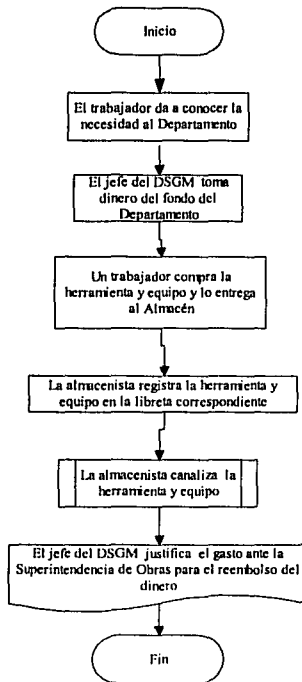 Inicio
El trabajador da a conocer la
necesidad al Departamento
El jefe del DSGM toma
dinero del fondo del
Departamento
Un trabajador compra la
herramienta y equipo y lo entrega
al Almacén
La almacenista registra la herramienta y
equipo en la libreta correspondiente
La almacenista canaliza la
herramienta y equipo
El jefe del DSGM justifica el gasto ante la
Superintendencia de Obras para el reembolso del
dinero
Fin